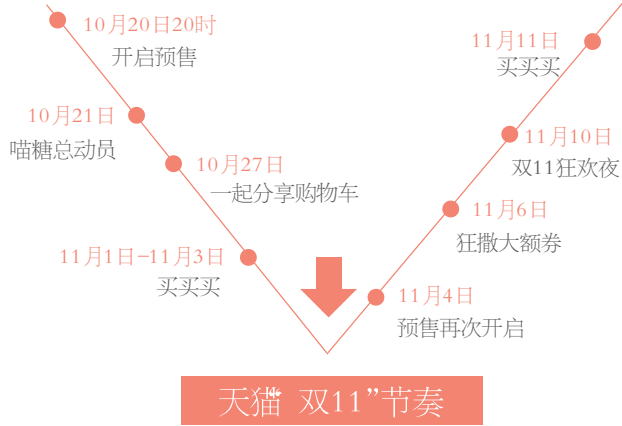 10月20日20时
开启预售
10月21日
喵糖总动员
10月27日
一起分享购物车
11月1日-11月3日
买买买
11月4日
预售再次开启
11月6日
狂撒大额券
11月10日
双11狂欢夜
11月11日
买买买
天猫“双11”节奏